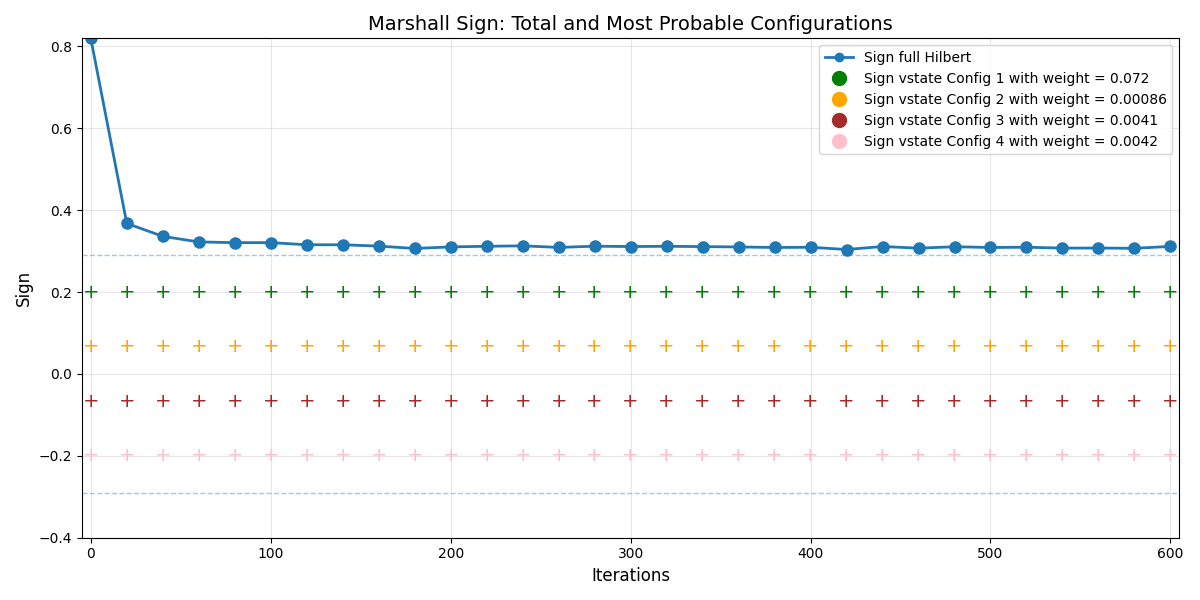 Marshall Sign: Total and Most Probable Configurations
Sign full Hilbert
Sign vstate Config 1 with weight = 0.072
Sign vstate Config 2 with weight = 0.00086
Sign vstate Config 3 with weight = 0.0041
Sign vstate Config 4 with weight = 0.0042
Sign
0.8
0.6
0.4
0.2
0.0
−0.2
−0.4
0 100 200 300 400 500 600
Iterations